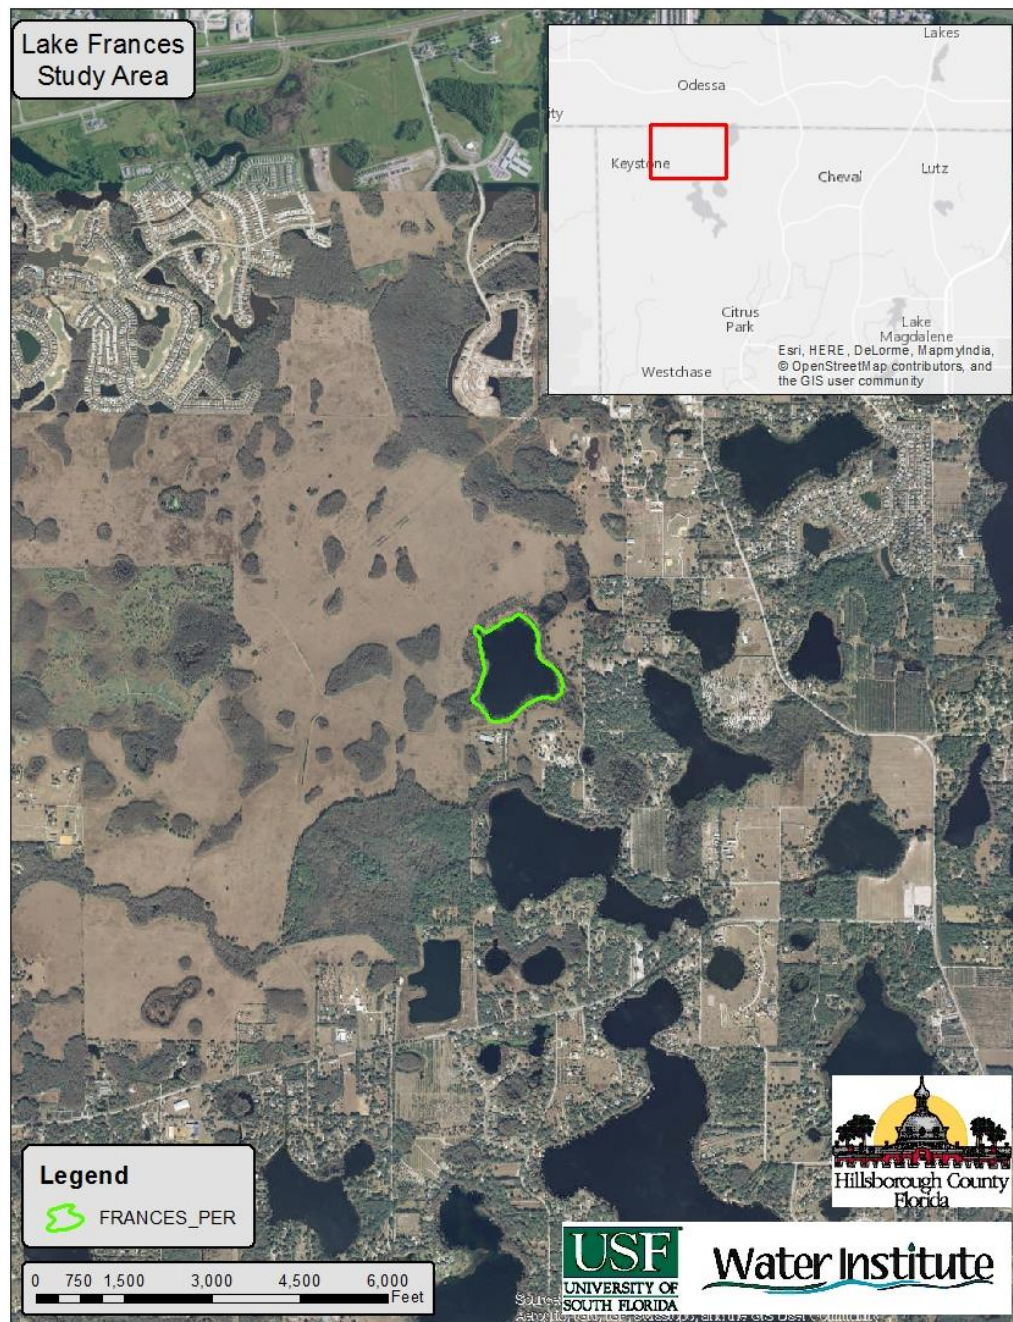 Lake Frances
Study Area
Lakes
Odessa
ity
Keystone
Cheval
Lutz
Citrus
Park
Lake
Magdalene
Westchase
Esri, HERE, DeLorme, MapmyIndia,
© OpenStreetMap contributors, and
the GIS user community
Legend
FRANCES_PER
0 750 1,500 3,000 4,500 6,000
Feet
Hillsborough County
Florida
USF
UNIVERSITY OF
SOUTH FLORIDA
Water Institute